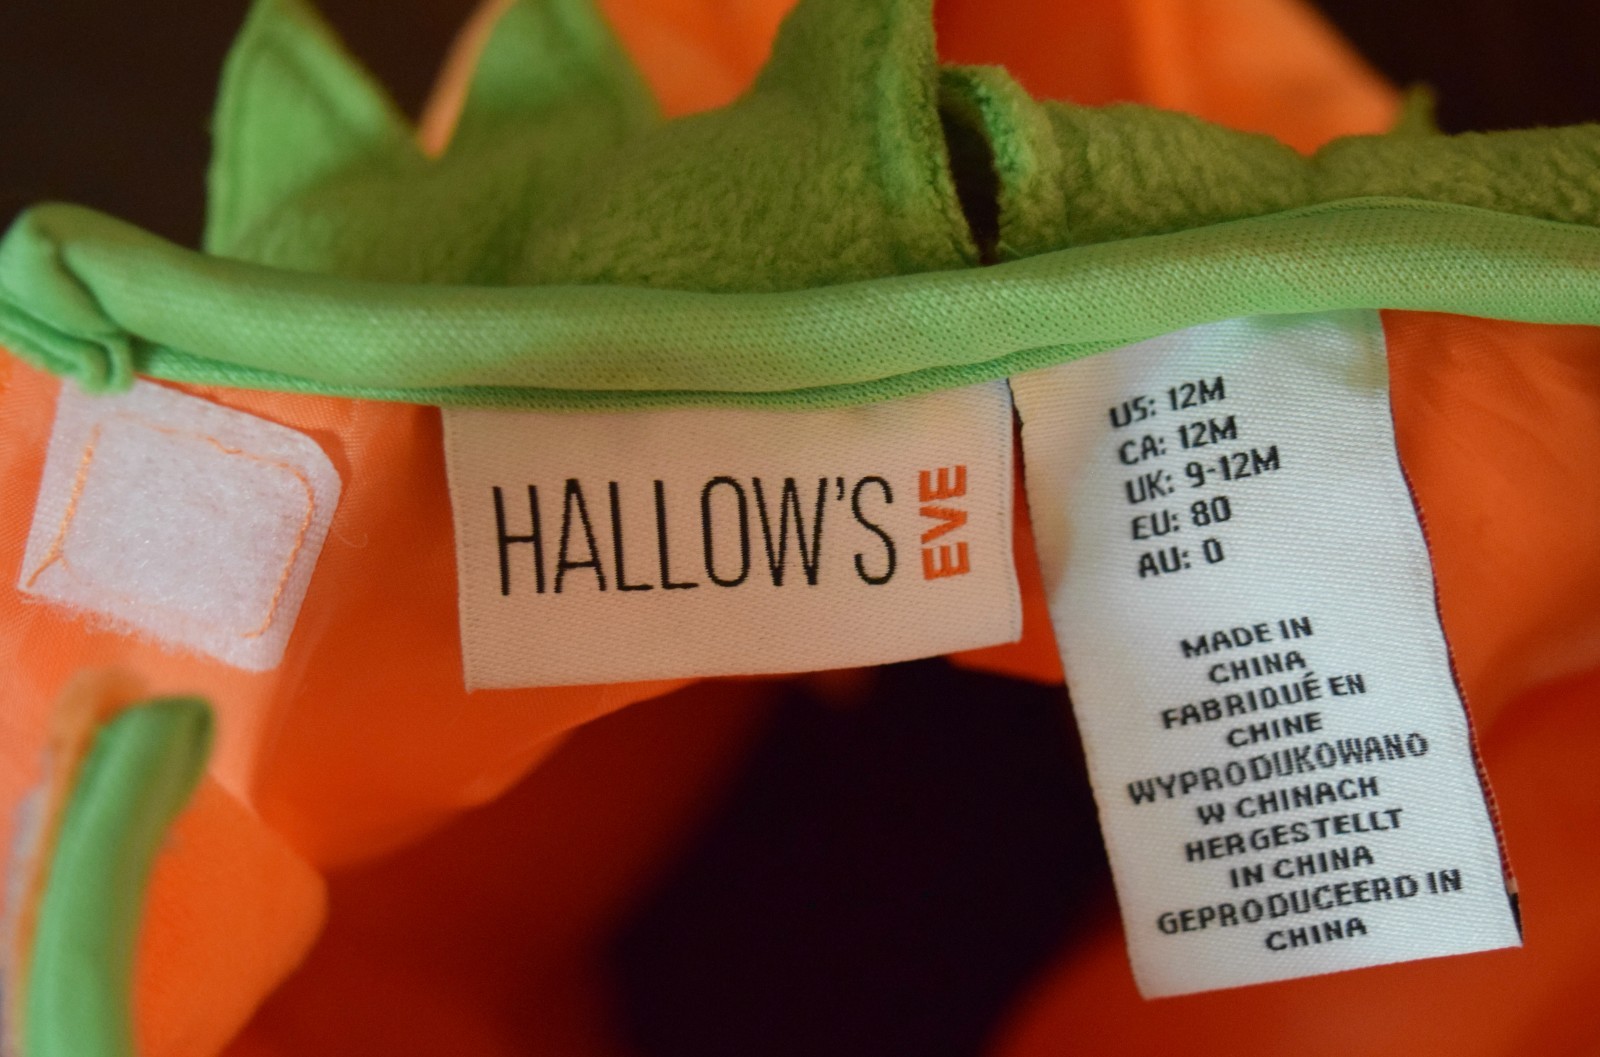 HALLOW'S EVE
US: 12M
CA: 12M
UK: 9-12M
EU: 80
AU: 0
MADE IN
CHINA
FABRIQUÉ EN
CHINE
WYPRODUKOWANO
W CHINACH
HERGESTELLT
IN CHINA
GEPRODUCEERD IN
CHINA